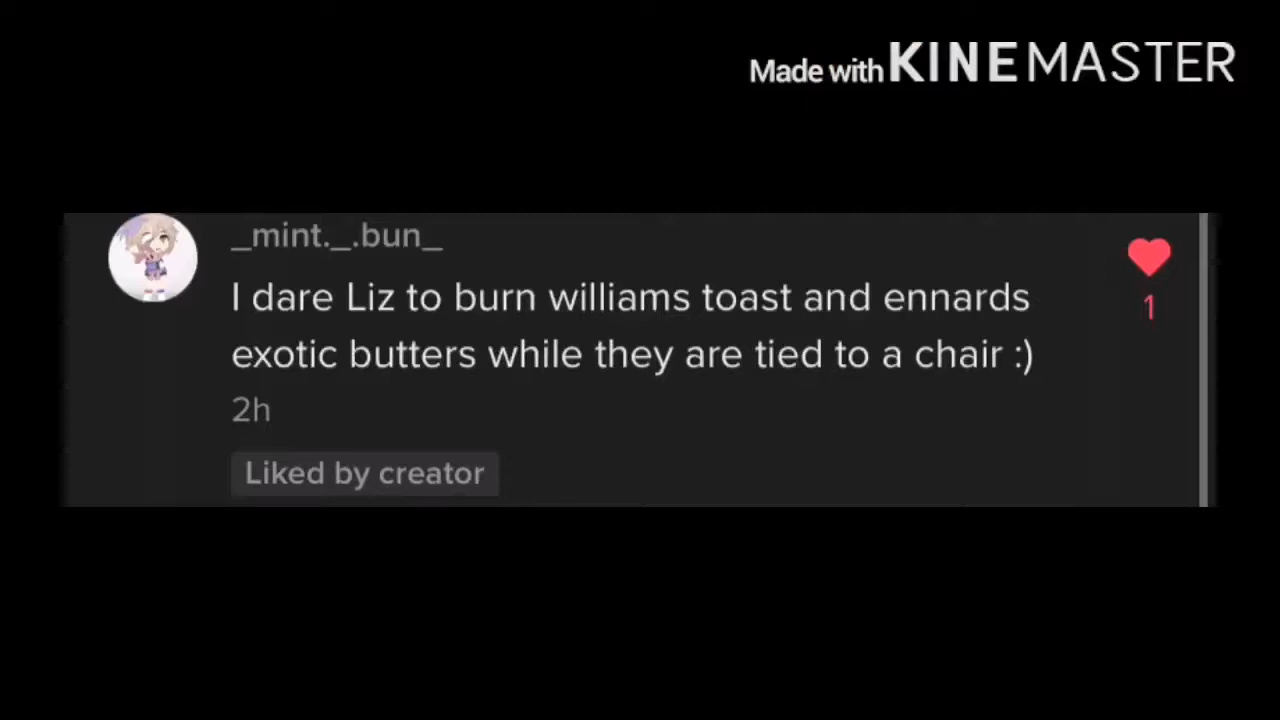 Made with KINEMASTER
_mint._.bun_
I dare Liz to burn williams toast and ennards
exotic butters while they are tied to a chair :)
1
2h
Liked by creator